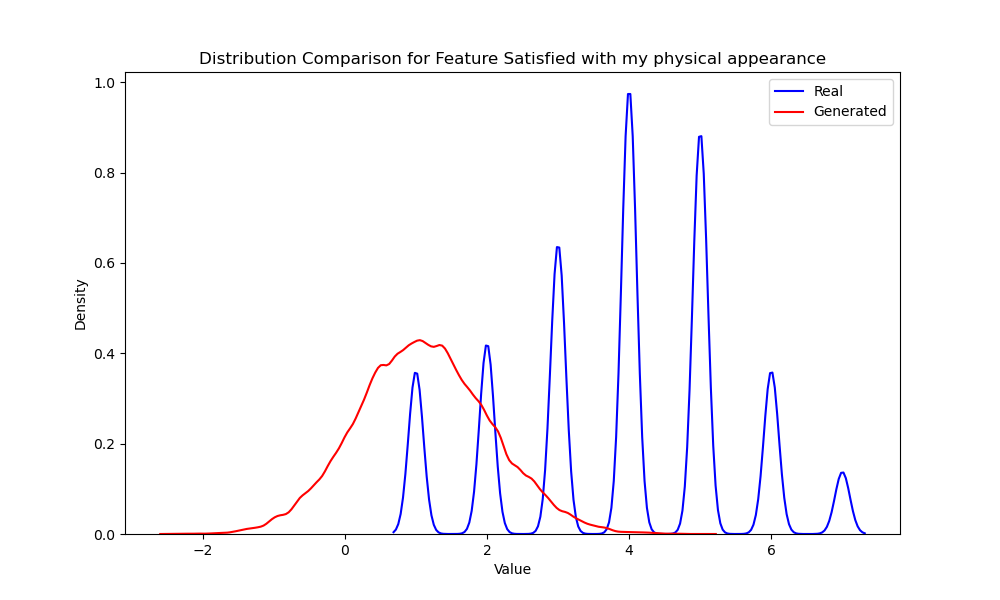 Distribution Comparison for Feature Satisfied with my physical appearance
Real
Generated
1.0
0.8
0.6
0.4
0.2
0.0
Density
−2
0
2
4
6
Value